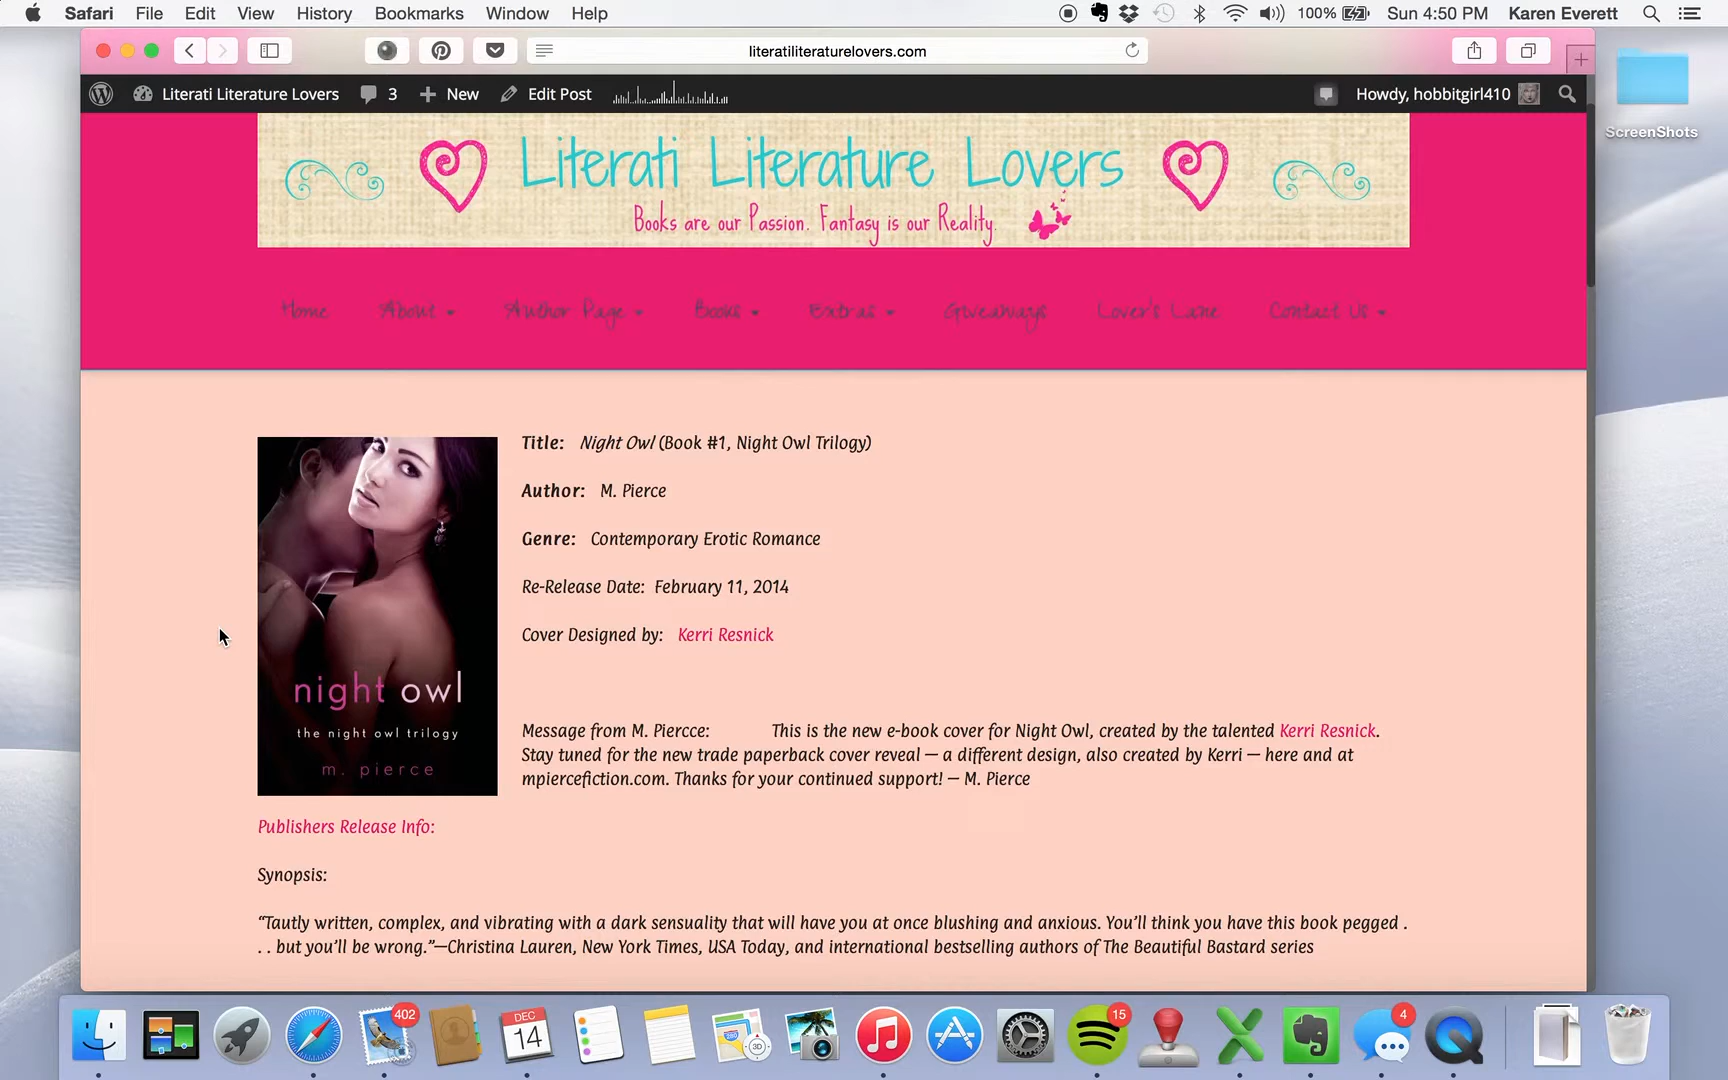 Safari File Edit View History Bookmarks Window Help 100% Sun 4:50 PM Karen Everett
literatiliteraturelovers.com
Literati Literature Lovers 3 New Edit Post Howdy, hobbitgirl410
ScreenShots
Literati Literature Lovers
Books are our Passion. Fantasy is our Reality.
Home About Author Page Books Extras Giveaways Lover's Lane Contact Us
Title: Night Owl (Book #1, Night Owl Trilogy)
Author: M. Pierce
Genre: Contemporary Erotic Romance
Re-Release Date: February 11, 2014
Cover Designed by: Kerri Resnick
night owl
the night owl trilogy
m. pierce
Message from M. Piercce: This is the new e-book cover for Night Owl, created by the talented Kerri Resnick.
Stay tuned for the new trade paperback cover reveal — a different design, also created by Kerri — here and at
mpiercefiction.com. Thanks for your continued support! — M. Pierce
Publishers Release Info:
Synopsis:
“Tautly written, complex, and vibrating with a dark sensuality that will have you at once blushing and anxious. You’ll think you have this book pegged .
. . but you’ll be wrong.”—Christina Lauren, New York Times, USA Today, and international bestselling authors of The Beautiful Bastard series
402 DEC 14 3D 15 4